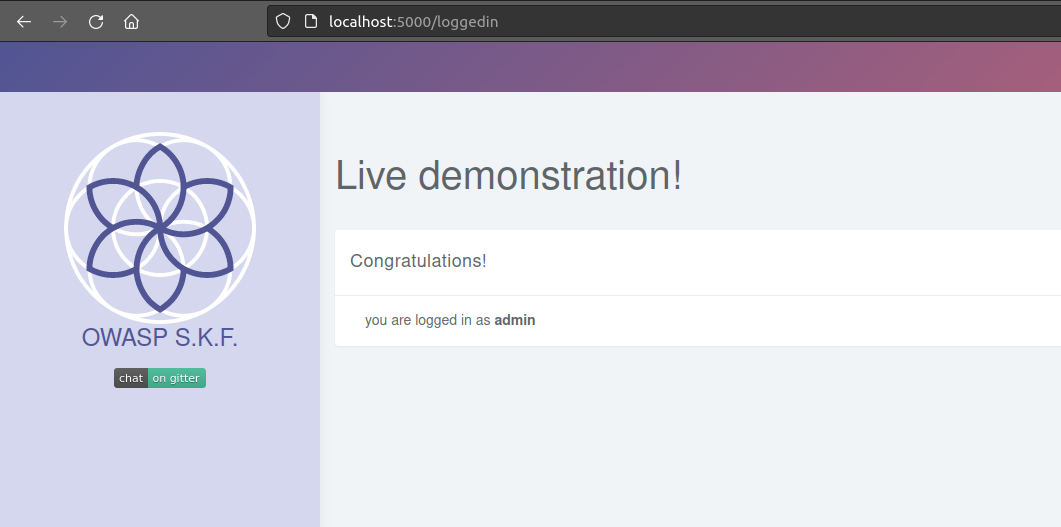 localhost:5000/loggedin
OWASP S.K.F.
chat on gitter
Live demonstration!
Congratulations!
you are logged in as admin